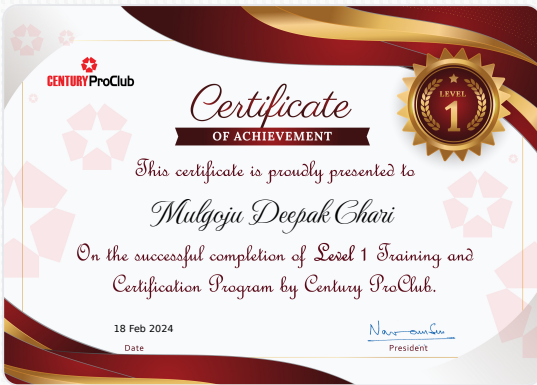 CENTURY ProClub
Certificate
OF ACHIEVEMENT
LEVEL
1
This certificate is proudly presented to
Mulgoju Deepak Chari
On the successful completion of Level 1 Training and
Certification Program by Century ProClub.
18 Feb 2024
Date
President